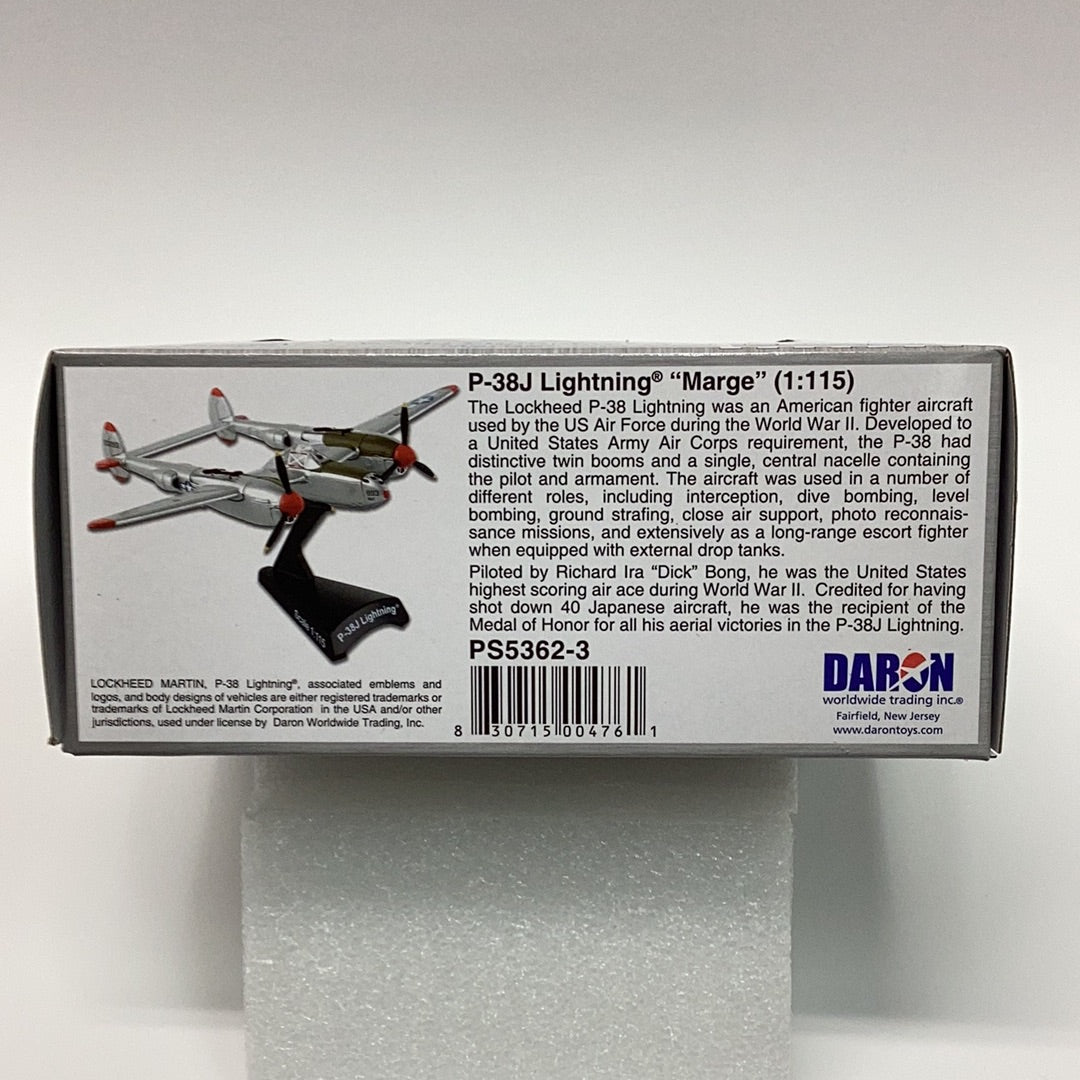 P-38J Lightning® “Marge” (1:115)
The Lockheed P-38 Lightning was an American fighter aircraft
used by the US Air Force during the World War II. Developed to
a United States Army Air Corps requirement, the P-38 had
distinctive twin booms and a single, central nacelle containing
the pilot and armament. The aircraft was used in a number of
different roles, including interception, dive bombing, level
bombing, ground strafing, close air support, photo reconnais-
sance missions, and extensively as a long-range escort fighter
when equipped with external drop tanks.
Piloted by Richard Ira “Dick” Bong, he was the United States
highest scoring air ace during World War II. Credited for having
shot down 40 Japanese aircraft, he was the recipient of the
Medal of Honor for all his aerial victories in the P-38J Lightning.
PS5362-3
8 30715 00476 1
Scale 1:115
P-38J Lightning®
LOCKHEED MARTIN, P-38 Lightning®, associated emblems and
logos, and body designs of vehicles are either registered trademarks or
trademarks of Lockheed Martin Corporation in the USA and/or other
jurisdictions, used under license by Daron Worldwide Trading, Inc.
DARON
worldwide trading inc.®
Fairfield, New Jersey
www.darontoys.com